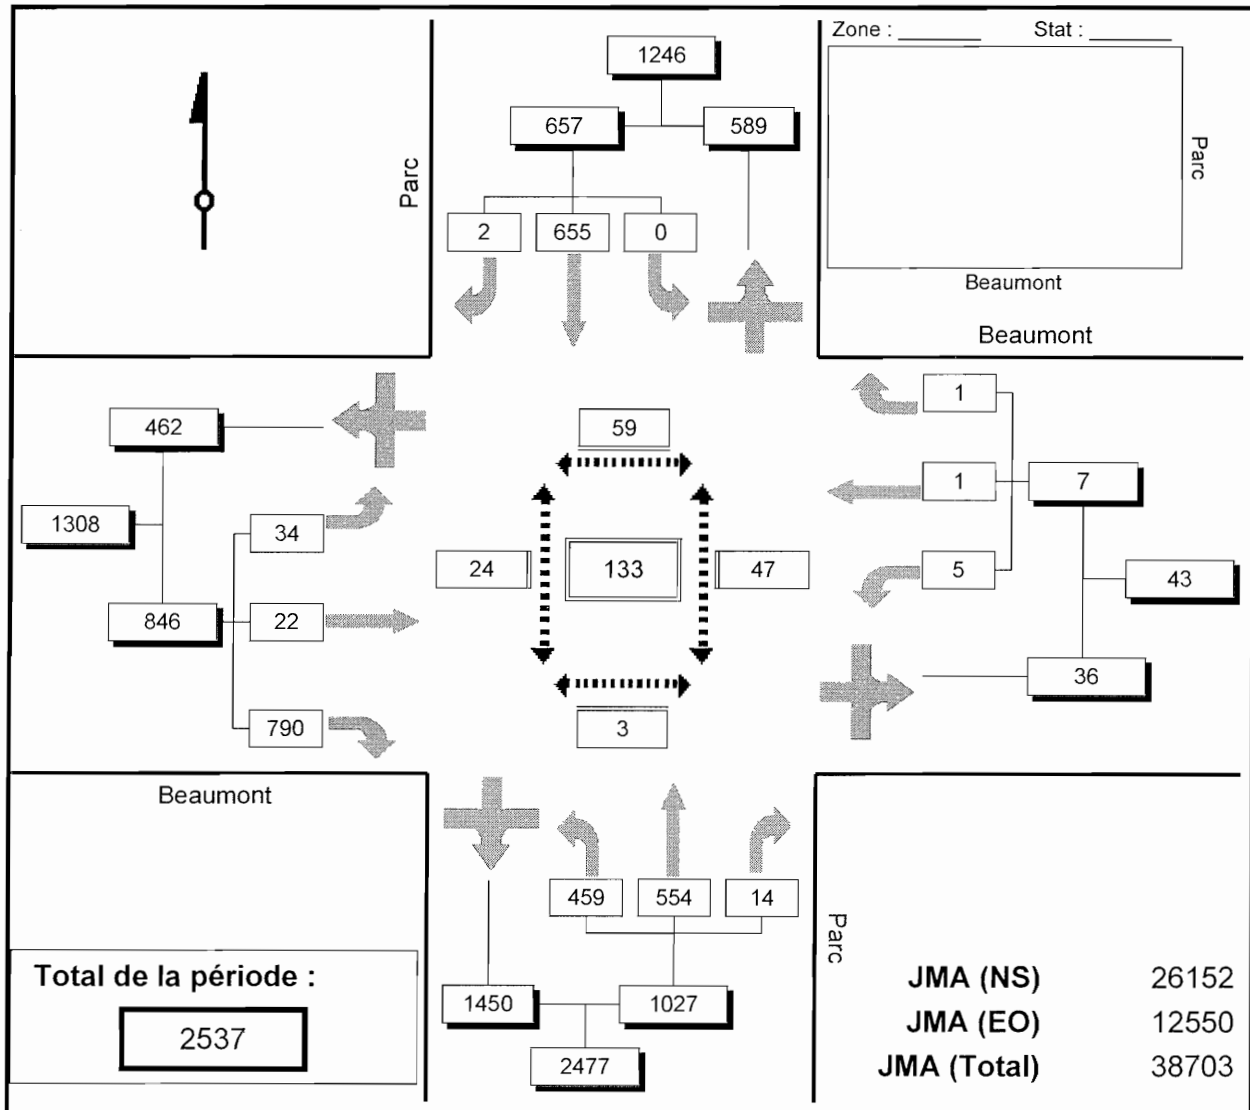 Zone : ________ Stat : ________
1246
657 589
Parc
Parc
2 655 0
Beaumont
Beaumont
1
462
59
1 7
1308
34
24 133 47
5
43
846 22
36
790
3
Beaumont
459 554 14
Parc
Total de la période :
JMA (NS) 26152
1450 1027
2537
JMA (EO) 12550
2477
JMA (Total) 38703